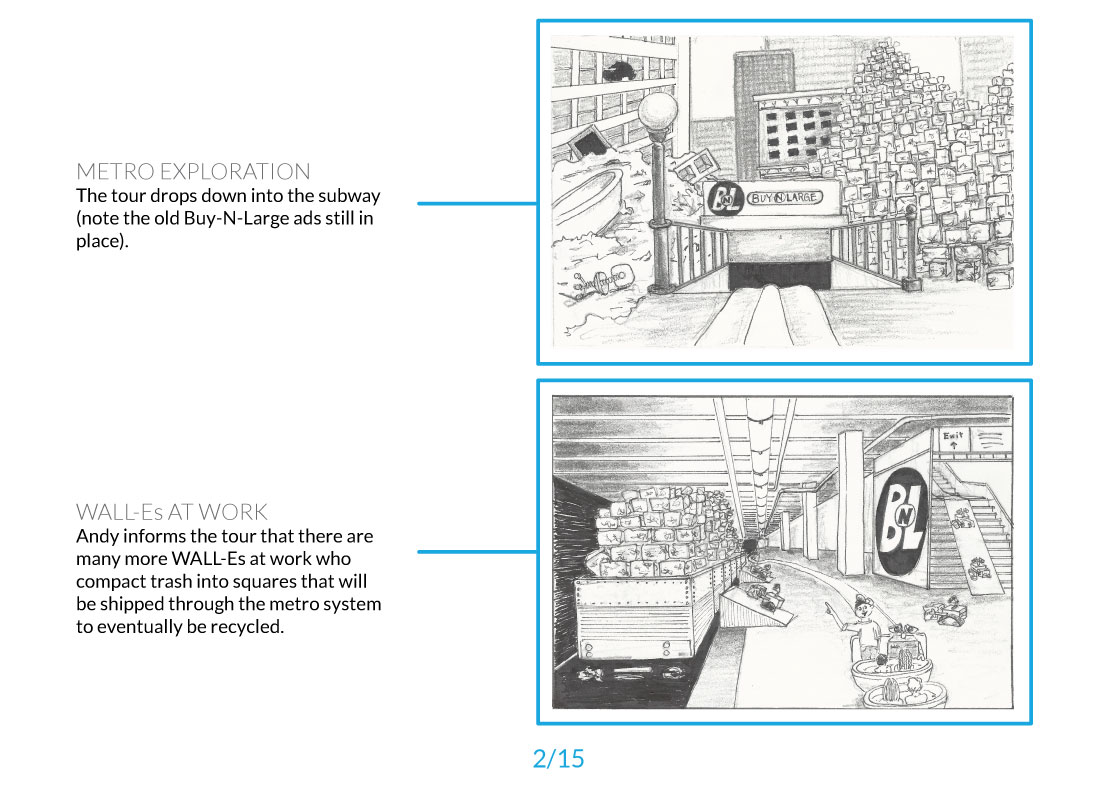 METRO EXPLORATION
The tour drops down into the subway
(note the old Buy-N-Large ads still in
place).
BNL BUY N LARGE
WALL-Es AT WORK
Andy informs the tour that there are
many more WALL-Es at work who
compact trash into squares that will
be shipped through the metro system
to eventually be recycled.
Exit
BNL
2/15